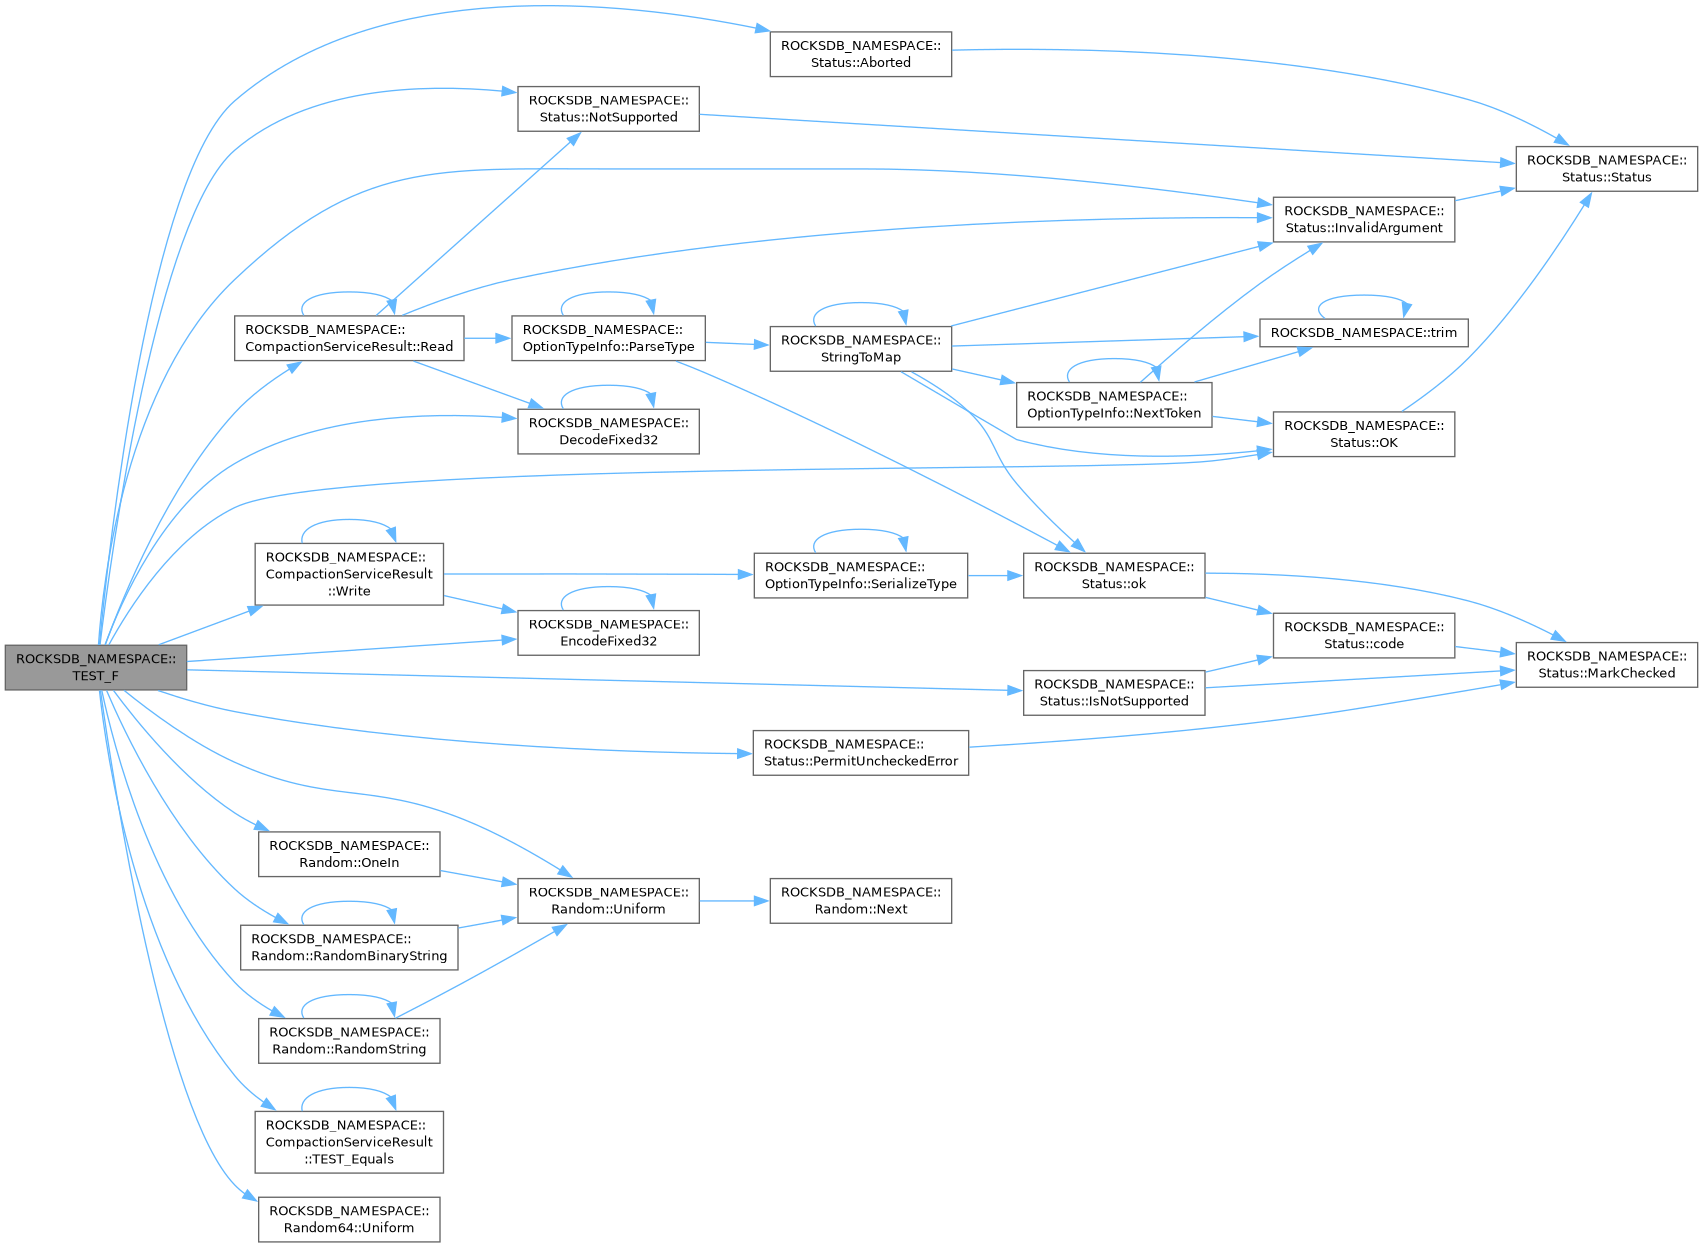 ROCKSDB_NAMESPACE::
Status::Aborted
ROCKSDB_NAMESPACE::
Status::NotSupported
ROCKSDB_NAMESPACE::
Status::Status
ROCKSDB_NAMESPACE::
Status::InvalidArgument
ROCKSDB_NAMESPACE::
CompactionServiceResult::Read
ROCKSDB_NAMESPACE::
OptionTypeInfo::ParseType
ROCKSDB_NAMESPACE::
StringToMap
ROCKSDB_NAMESPACE::trim
ROCKSDB_NAMESPACE::
OptionTypeInfo::NextToken
ROCKSDB_NAMESPACE::
DecodeFixed32
ROCKSDB_NAMESPACE::
Status::OK
ROCKSDB_NAMESPACE::
CompactionServiceResult
::Write
ROCKSDB_NAMESPACE::
OptionTypeInfo::SerializeType
ROCKSDB_NAMESPACE::
Status::ok
ROCKSDB_NAMESPACE::
EncodeFixed32
ROCKSDB_NAMESPACE::
Status::code
ROCKSDB_NAMESPACE::
TEST_F
ROCKSDB_NAMESPACE::
Status::MarkChecked
ROCKSDB_NAMESPACE::
Status::IsNotSupported
ROCKSDB_NAMESPACE::
Status::PermitUncheckedError
ROCKSDB_NAMESPACE::
Random::OneIn
ROCKSDB_NAMESPACE::
Random::Uniform
ROCKSDB_NAMESPACE::
Random::Next
ROCKSDB_NAMESPACE::
Random::RandomBinaryString
ROCKSDB_NAMESPACE::
Random::RandomString
ROCKSDB_NAMESPACE::
CompactionServiceResult
::TEST_Equals
ROCKSDB_NAMESPACE::
Random64::Uniform